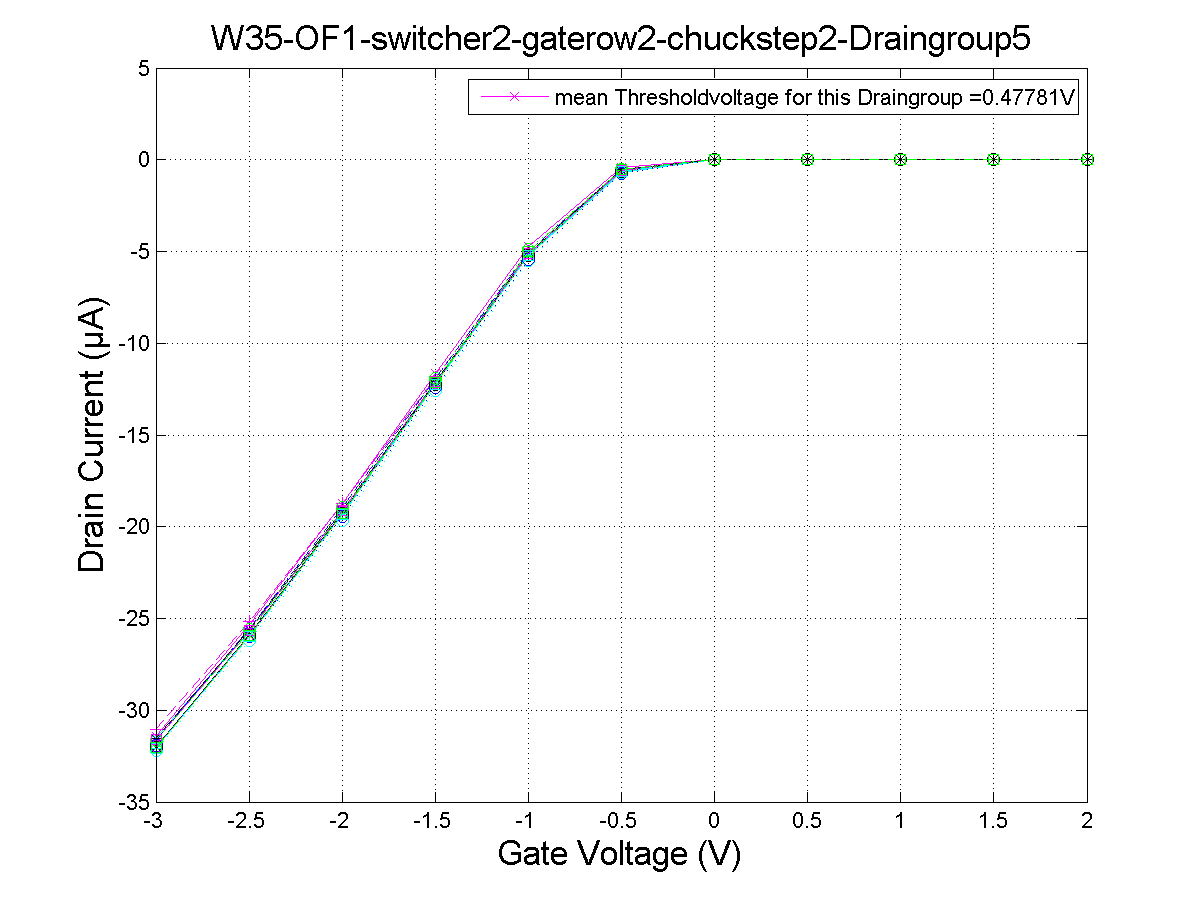 W35-OF1-switcher2-gaterow2-chuckstep2-Draingroup5
mean Thresholdvoltage for this Draingroup =0.47781V
5
0
-5
-10
-15
-20
-25
-30
-35
Drain Current (µA)
-3 -2.5 -2 -1.5 -1 -0.5 0 0.5 1 1.5 2
Gate Voltage (V)